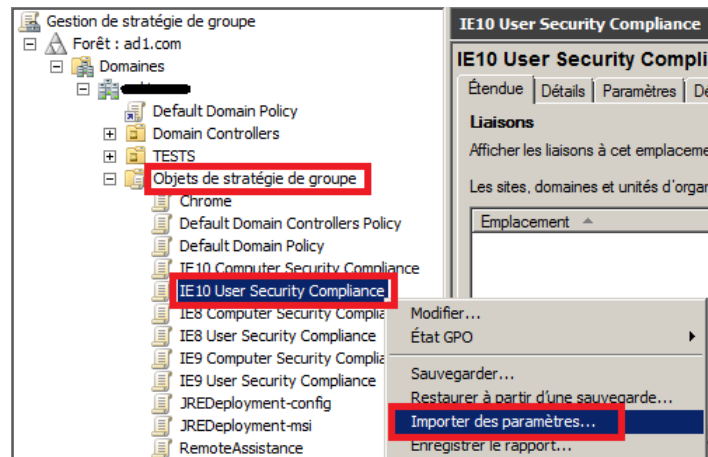 Gestion de stratégie de groupe
Forêt : ad1.com
Domaines
Default Domain Policy
Domain Controllers
TESTS
Objets de stratégie de groupe
Chrome
Default Domain Controllers Policy
Default Domain Policy
IE10 Computer Security Compliance
IE10 User Security Compliance
IE8 Computer Security Complia
IE8 User Security Compliance
IE9 Computer Security Complia
IE9 User Security Compliance
JREDeployment-config
JREDeployment-msi
RemoteAssistance
IE10 User Security Compliance
IE10 User Security Compli
Étendue
Détails
Paramètres
Dé
Liaisons
Afficher les liaisons à cet emplaceme
Les sites, domaines et unités d'organ
Emplacement
Modifier...
État GPO
Sauvegarder...
Restaurer à partir d'une sauvegarde...
Importer des paramètres...
Enregistrer le rapport...